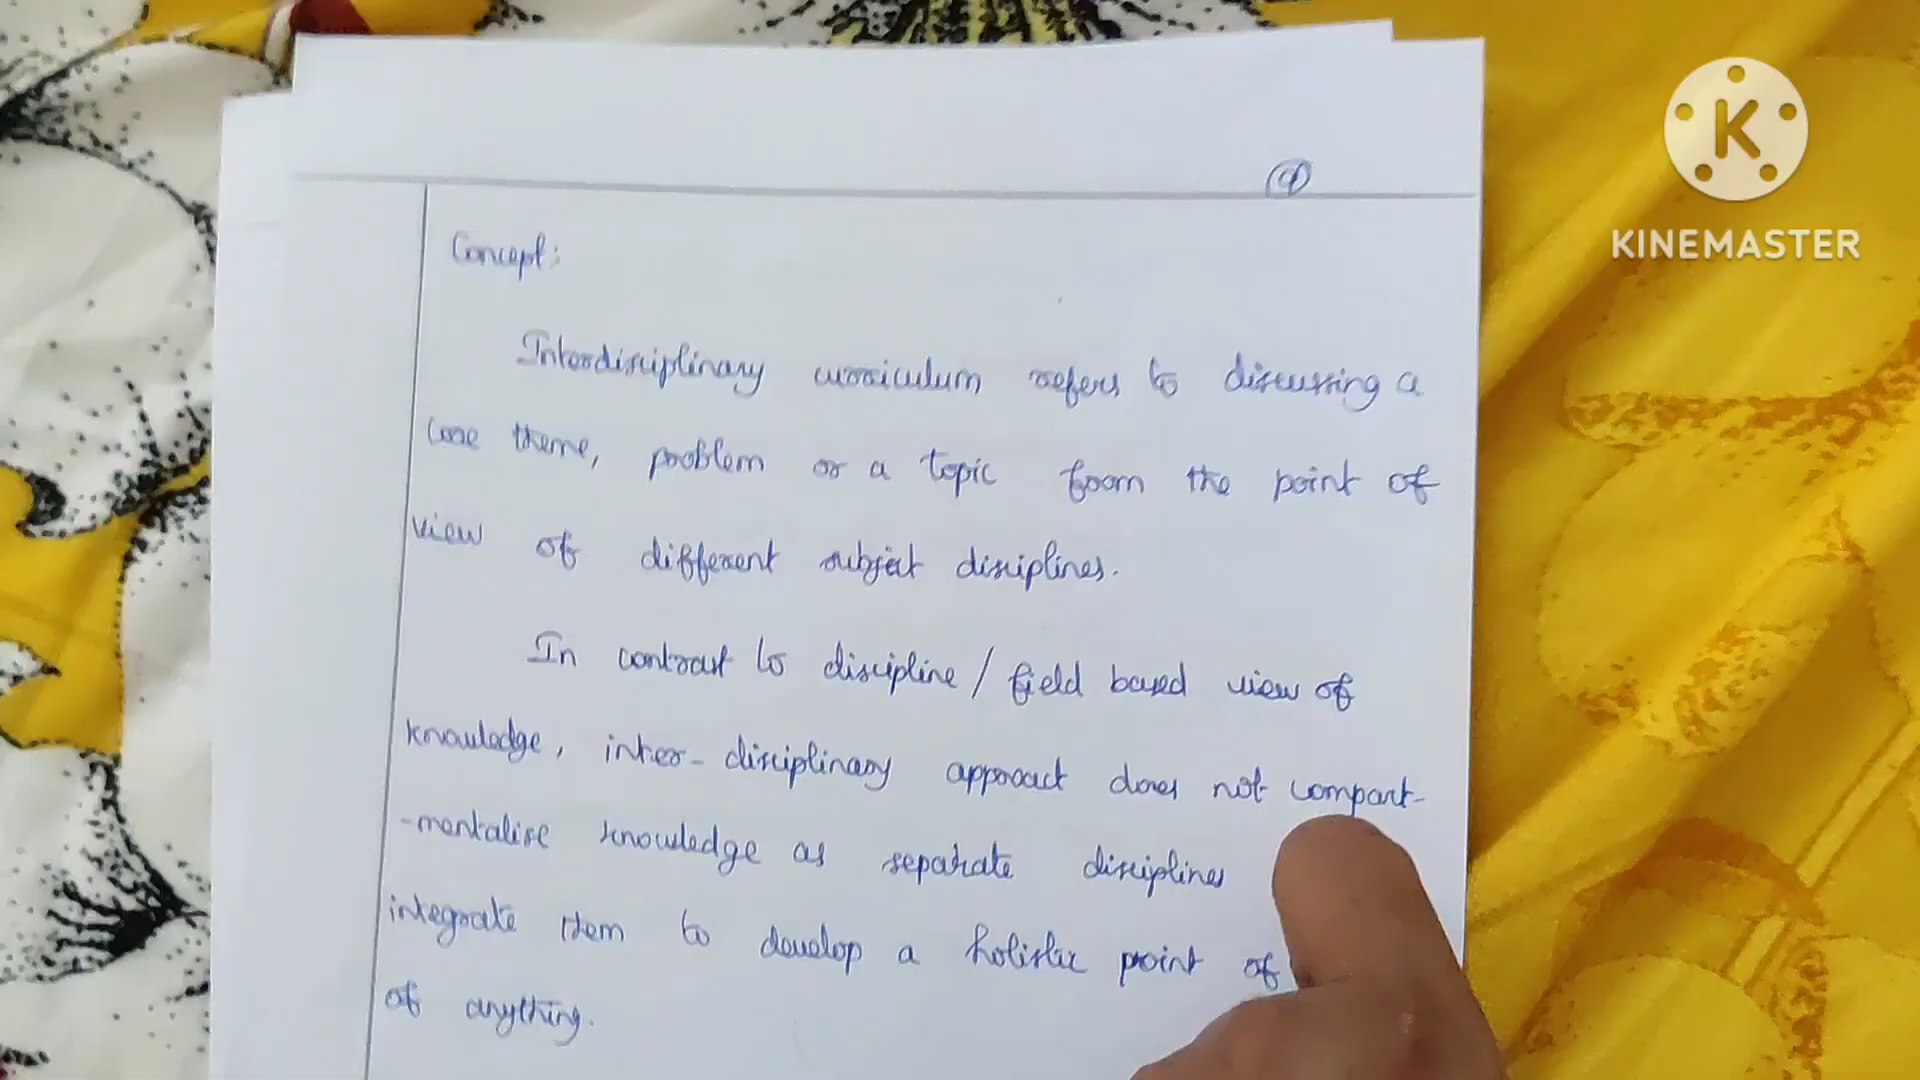 Concept:
Interdisciplinary curriculum refers to discussing a
core theme, problem or a topic from the point of
view of different subject disciplines.
In contrast to discipline / field based view of
knowledge, inter-disciplinary approach does not compart-
-mentalise knowledge as separate disciplines
integrate them to develop a holistic point of
of anything.
K
KINEMASTER